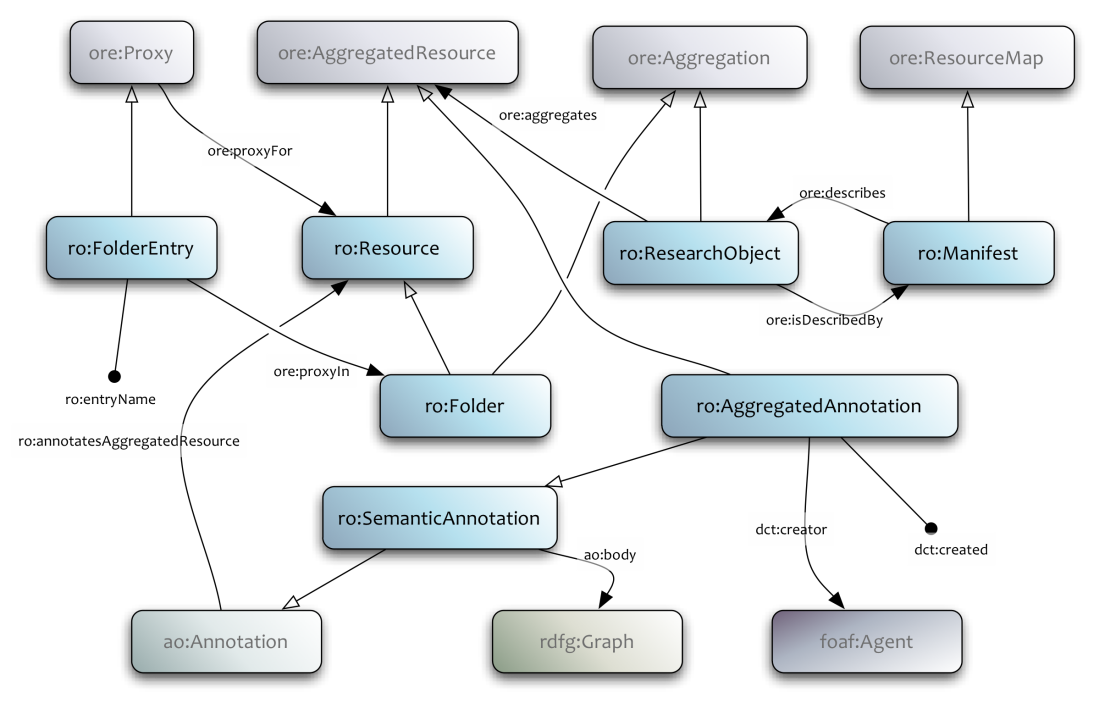 ore:Proxy
ore:AggregatedResource
ore:Aggregation
ore:ResourceMap
ore:aggregates
ore:proxyFor
ore:describes
ro:FolderEntry
ro:Resource
ro:ResearchObject
ro:Manifest
ore:isDescribedBy
ore:proxyIn
ro:entryName
ro:Folder
ro:AggregatedAnnotation
ro:annotatesAggregatedResource
ro:SemanticAnnotation
dct:creator
dct:created
ao:body
ao:Annotation
rdfg:Graph
foaf:Agent